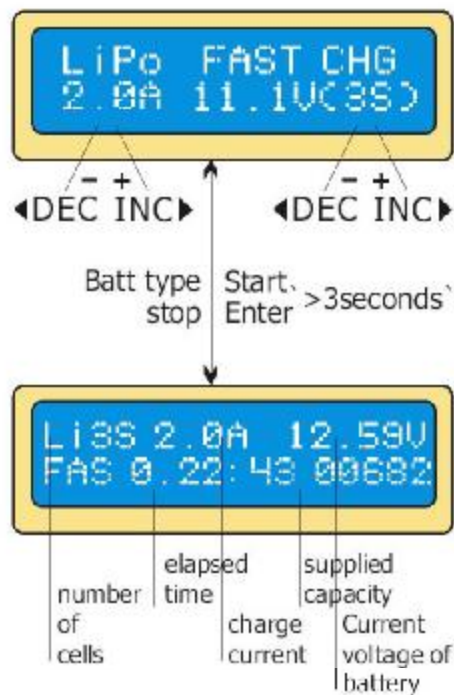 LiPo FAST CHG
2.0A 11.1V(3S)
- +
- +
◀DEC INC▶
◀DEC INC▶
Batt type
stop
Start`
Enter
>3seconds`
Li3S 2.0A 12.59V
FAS 0.22:43 00682
number
of
cells
elapsed
time
charge
current
supplied
capacity
Current
voltage of
battery